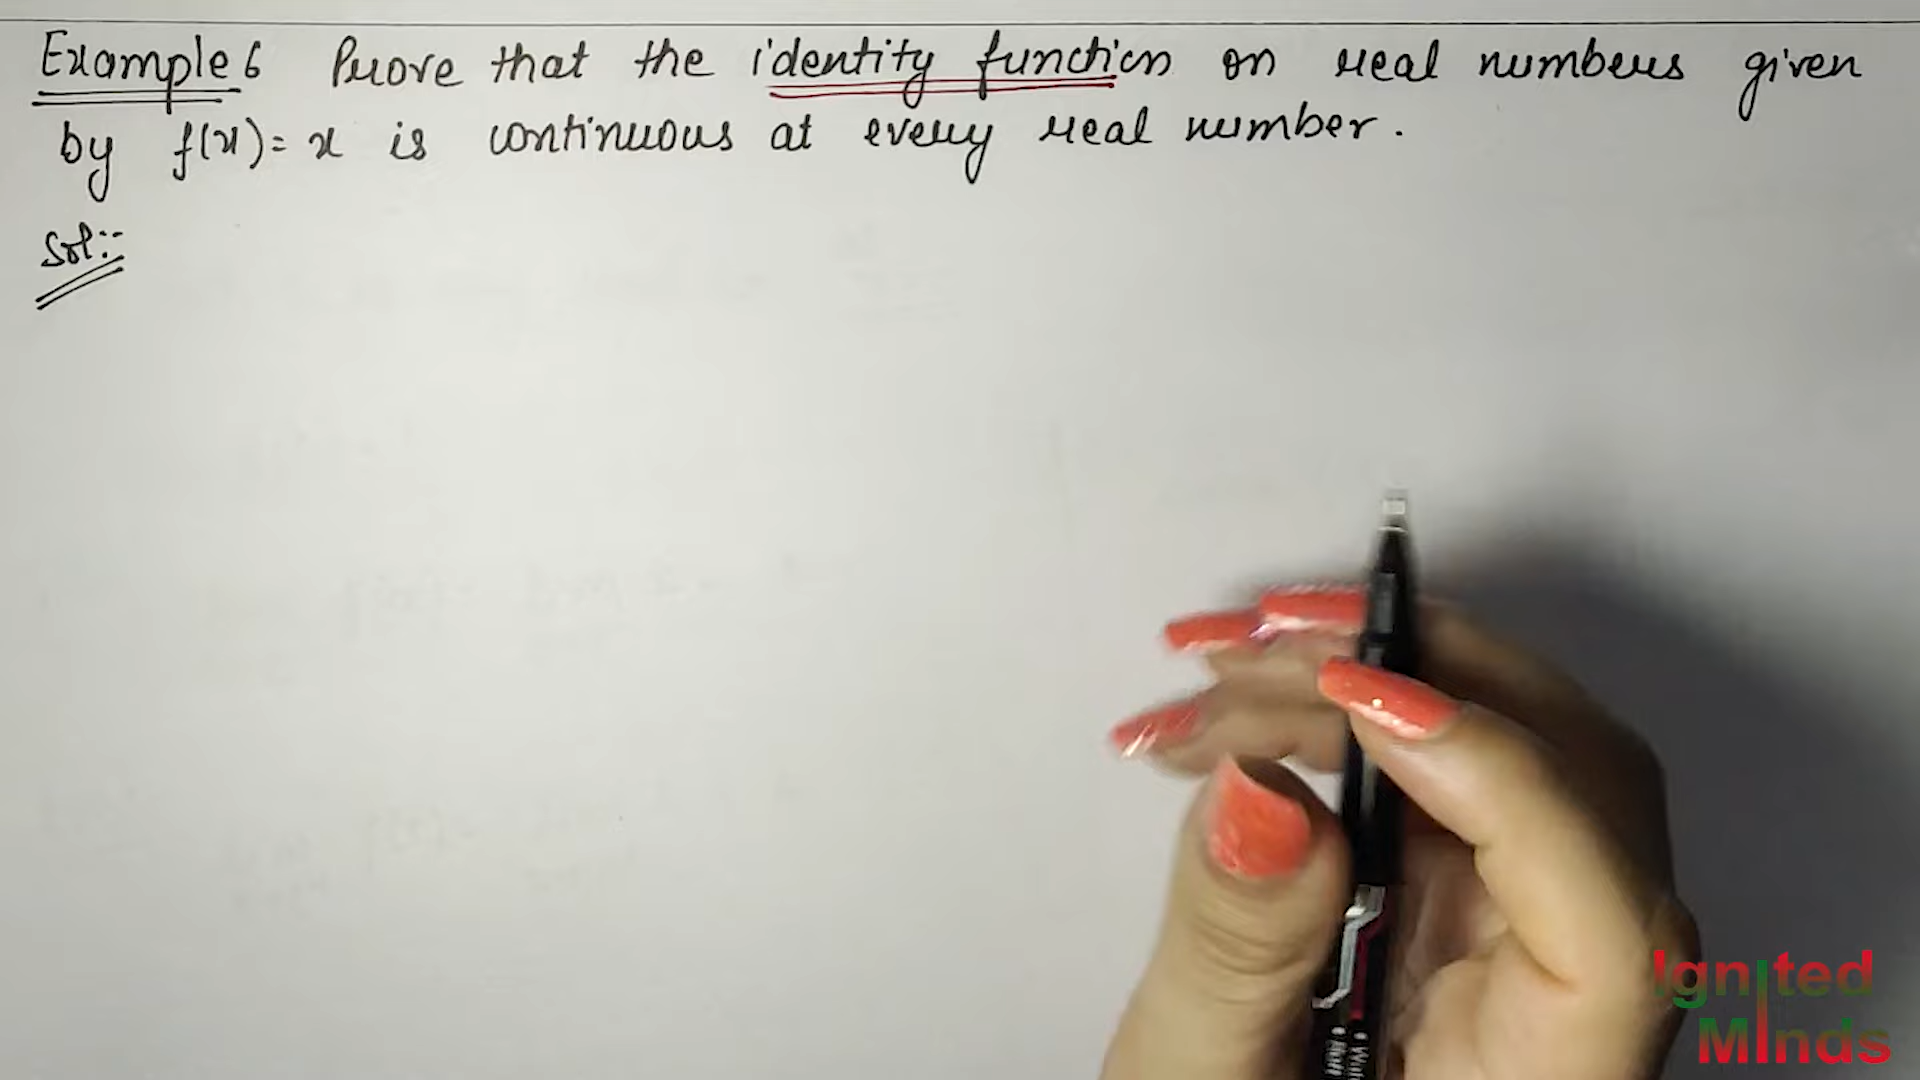 Example 6 Prove that the identity function on real numbers given
by f(x) = x is continuous at every real number.
Sol:-
Ignited
Minds